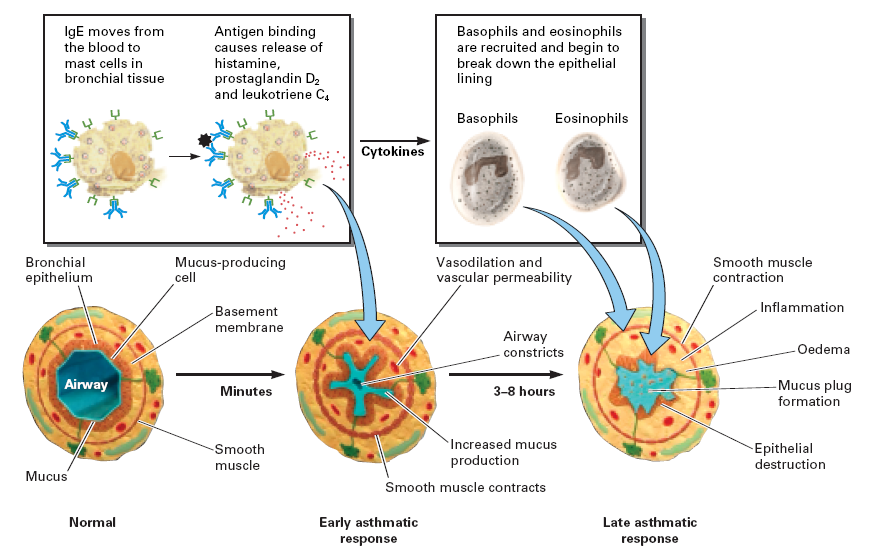 IgE moves from
the blood to
mast cells in
bronchial tissue
Antigen binding
causes release of
histamine,
prostaglandin D₂
and leukotriene C₄
Cytokines
Basophils and eosinophils
are recruited and begin to
break down the epithelial
lining
Basophils
Eosinophils
Bronchial
epithelium
Mucus-producing
cell
Basement
membrane
Airway
Smooth
muscle
Mucus
Normal
Minutes
Vasodilation and
vascular permeability
Airway
constricts
Increased mucus
production
Smooth muscle contracts
Early asthmatic
response
3–8 hours
Smooth muscle
contraction
Inflammation
Oedema
Mucus plug
formation
Epithelial
destruction
Late asthmatic
response